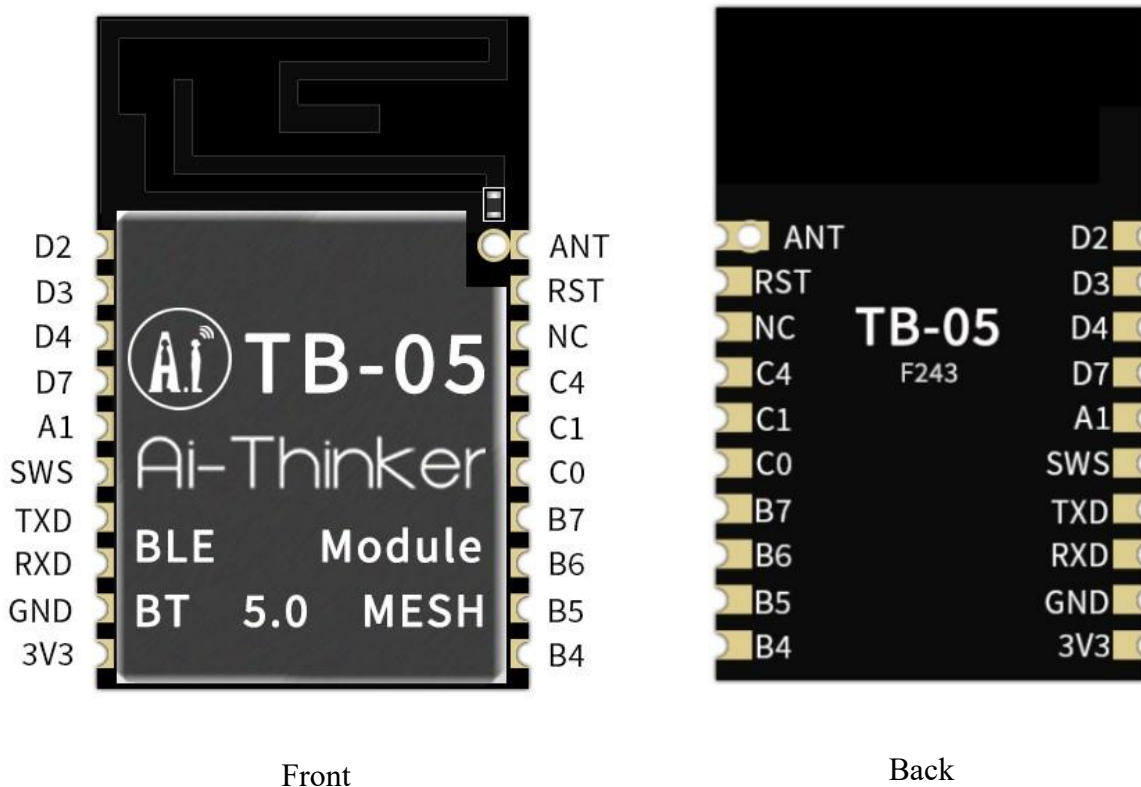 D2
D3
D4
D7
A1
SWS
TXD
RXD
GND
3V3
A.i TB-05
Ai-Thinker
BLE Module
BT 5.0 MESH
ANT
RST
NC
C4
C1
C0
B7
B6
B5
B4
Front
ANT
RST
NC
C4
C1
C0
B7
B6
B5
B4
TB-05
F243
D2
D3
D4
D7
A1
SWS
TXD
RXD
GND
3V3
Back